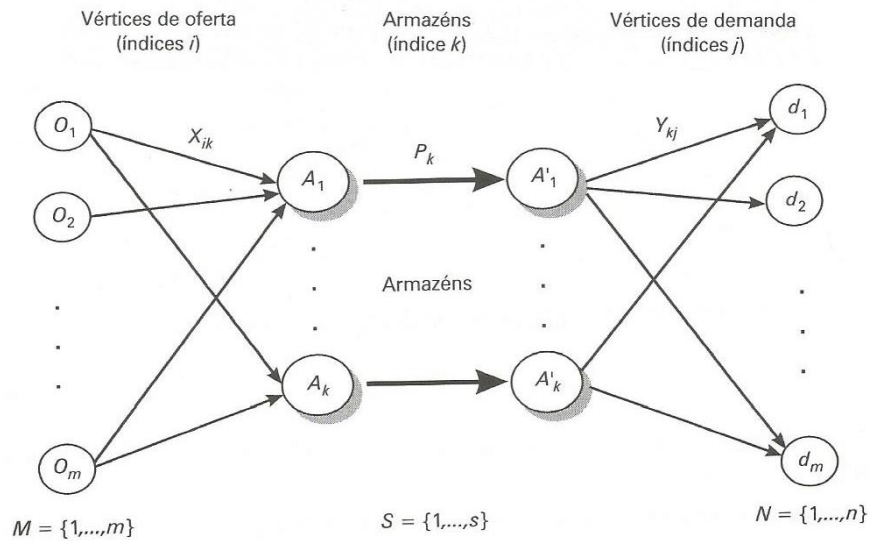 Vértices de oferta
(índices i)
Armazéns
(índice k)
Vértices de demanda
(índices j)
O1
Xik
A1
Pk
A'1
Ykj
d1
O2
d2
Armazéns
Ak
A'k
Om
dm
M = {1,...,m}
S = {1,...,s}
N = {1,...,n}